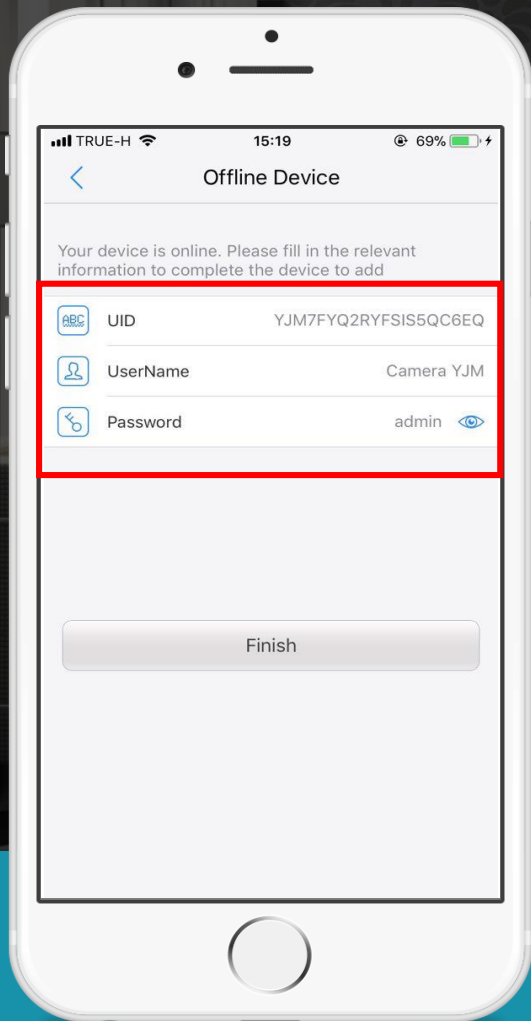 TRUE-H 15:19 69%
Offline Device
Your device is online. Please fill in the relevant
information to complete the device to add
ABC UID YJM7FYQ2RYFSIS5QC6EQ
UserName Camera YJM
Password admin
Finish